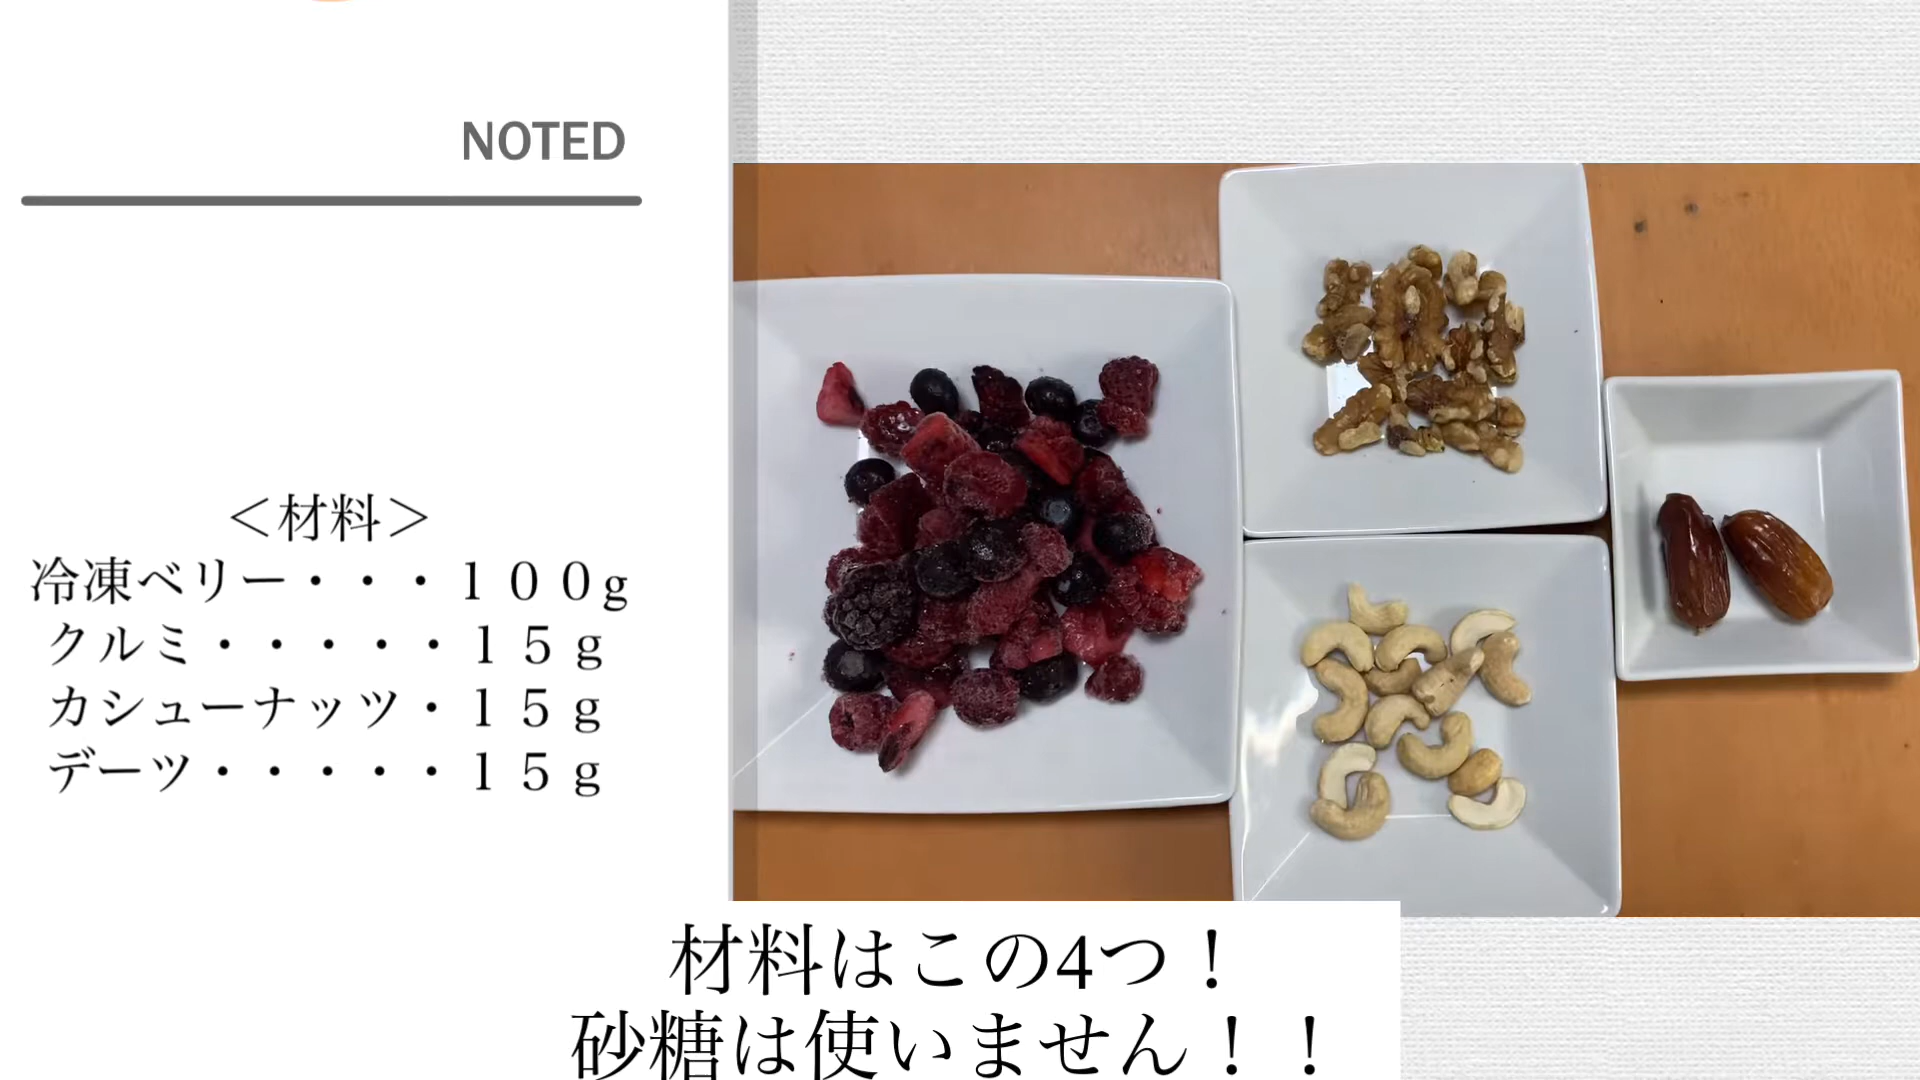 NOTED
＜材料＞
冷凍ベリー・・・１００g
クルミ・・・・・１５ｇ
カシューナッツ・１５ｇ
デーツ・・・・・１５ｇ
材料はこの4つ！
砂糖は使いません！！